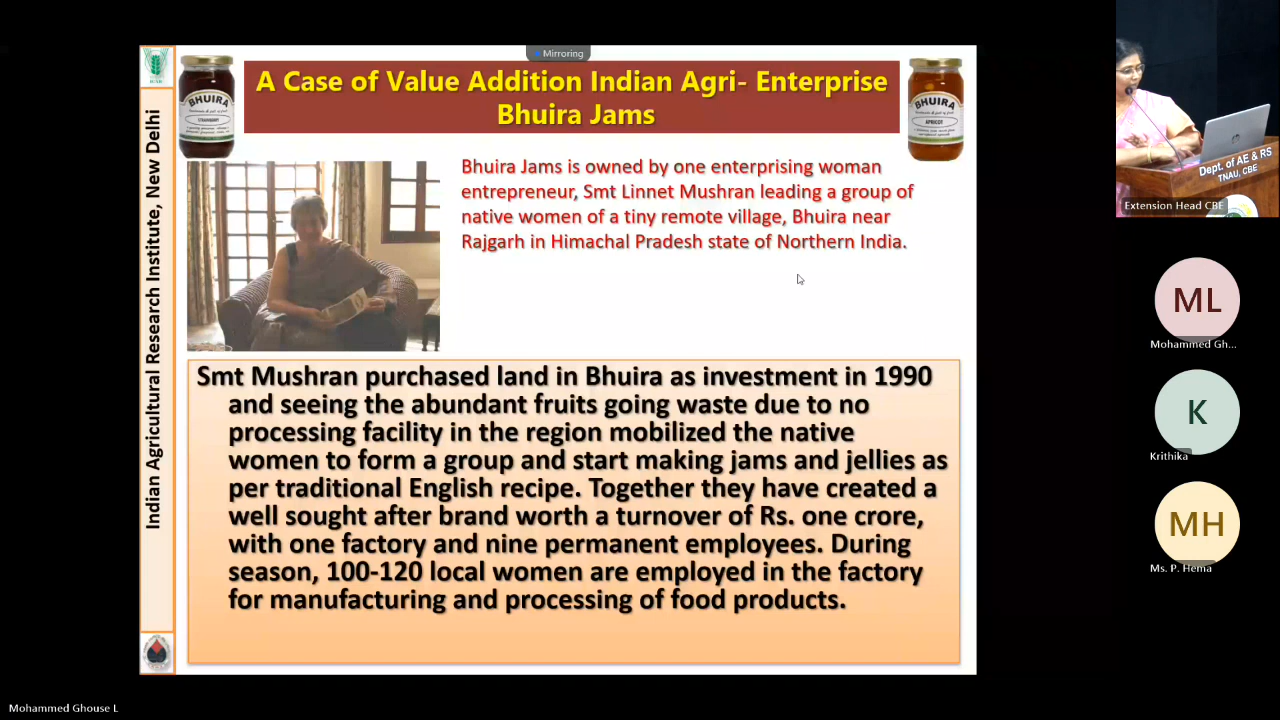 Mirroring
A Case of Value Addition Indian Agri- Enterprise
Bhuira Jams
BHUIRA
STRAWBERRY
BHUIRA
APRICOT
Indian Agricultural Research Institute, New Delhi
Bhuira Jams is owned by one enterprising woman
entrepreneur, Smt Linnet Mushran leading a group of
native women of a tiny remote village, Bhuira near
Rajgarh in Himachal Pradesh state of Northern India.
Smt Mushran purchased land in Bhuira as investment in 1990
and seeing the abundant fruits going waste due to no
processing facility in the region mobilized the native
women to form a group and start making jams and jellies as
per traditional English recipe. Together they have created a
well sought after brand worth a turnover of Rs. one crore,
with one factory and nine permanent employees. During
season, 100-120 local women are employed in the factory
for manufacturing and processing of food products.
Dept. of AE & RS
TNAU, CBE
Extension Head CBE
ML
Mohammed Gh...
K
Krithika
MH
Ms. P. Hema
Mohammed Ghouse L